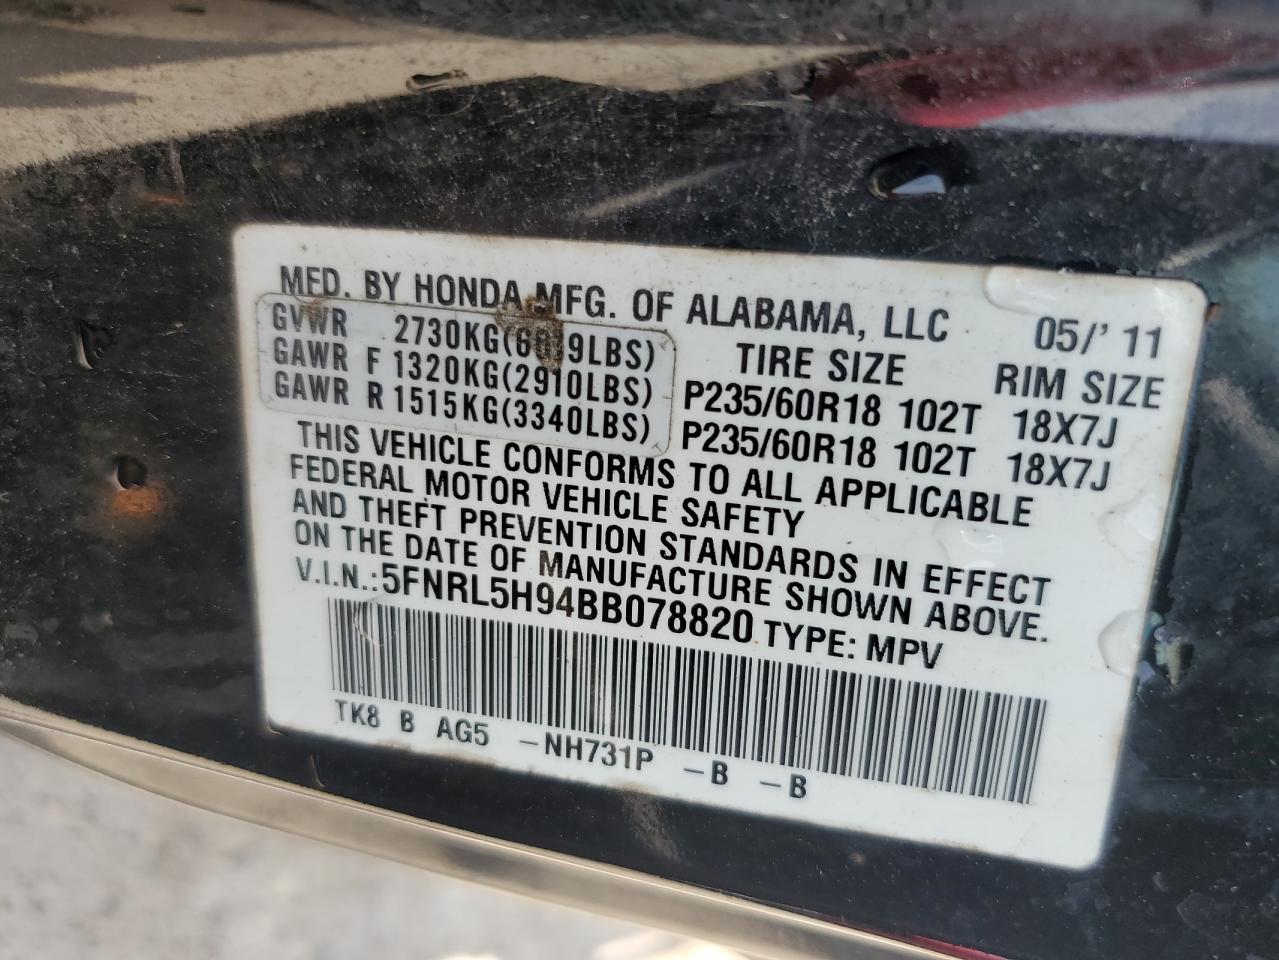 MFD. BY HONDA MFG. OF ALABAMA, LLC 05/' 11
GVWR 2730KG(6019LBS) TIRE SIZE RIM SIZE
GAWR F 1320KG(2910LBS) P235/60R18 102T 18X7J
GAWR R 1515KG(3340LBS) P235/60R18 102T 18X7J
THIS VEHICLE CONFORMS TO ALL APPLICABLE
FEDERAL MOTOR VEHICLE SAFETY
AND THEFT PREVENTION STANDARDS IN EFFECT
ON THE DATE OF MANUFACTURE SHOWN ABOVE.
V.I.N.:5FNRL5H94BB078820 TYPE: MPV
TK8 B AG5 -NH731P -B -B